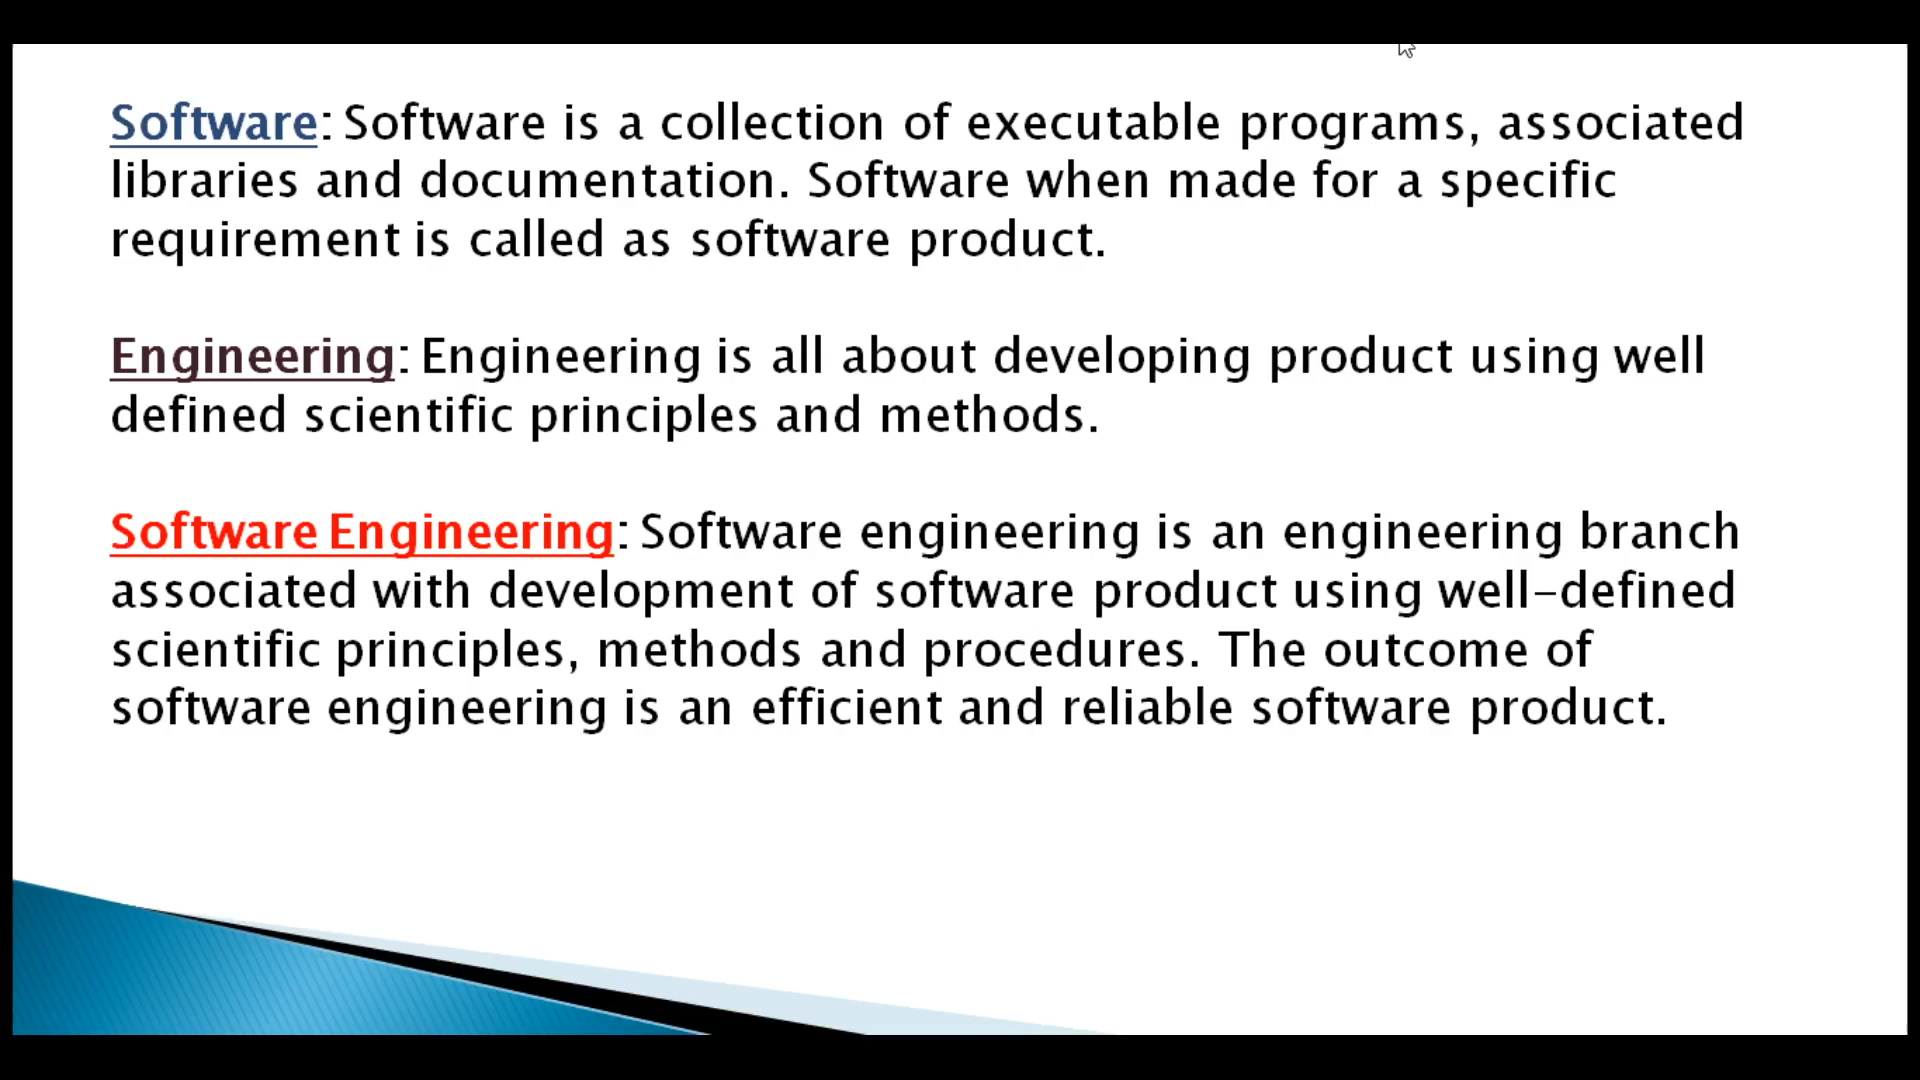 Software: Software is a collection of executable programs, associated
libraries and documentation. Software when made for a specific
requirement is called as software product.
Engineering: Engineering is all about developing product using well
defined scientific principles and methods.
Software Engineering: Software engineering is an engineering branch
associated with development of software product using well-defined
scientific principles, methods and procedures. The outcome of
software engineering is an efficient and reliable software product.